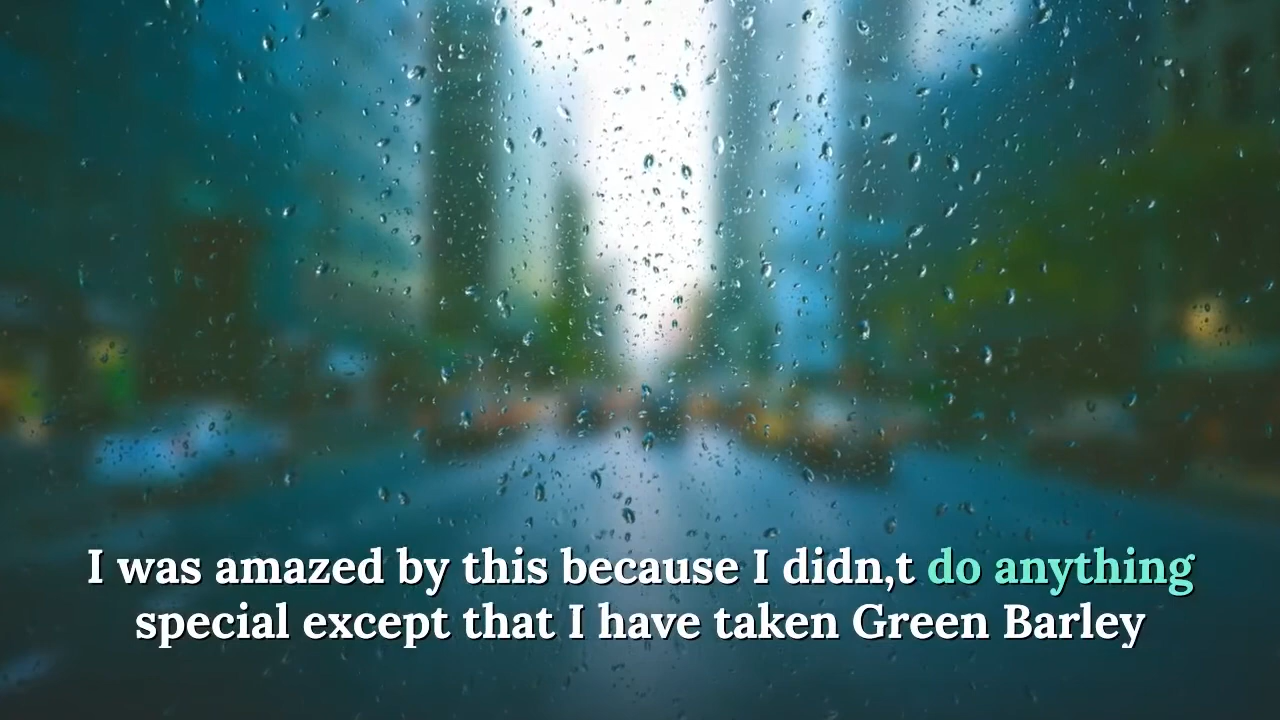 I was amazed by this because I didn,t do anything
special except that I have taken Green Barley